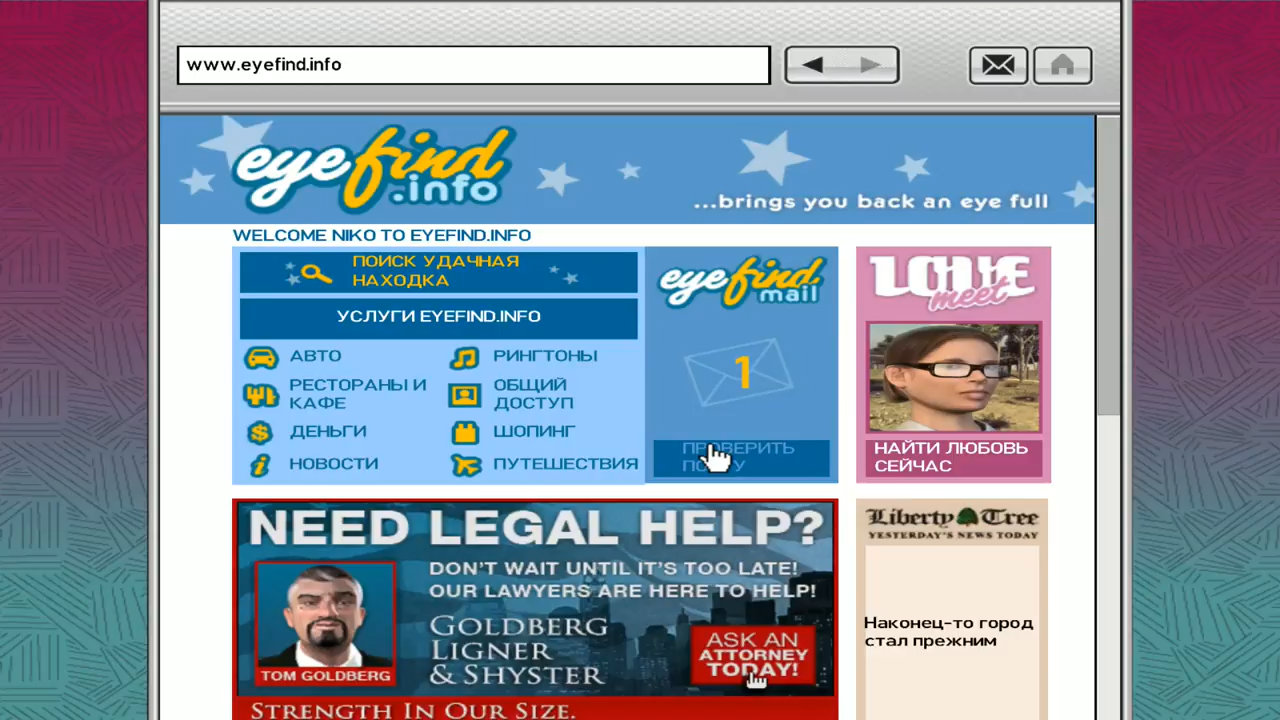 www.eyefind.info
eyefind
.info
...brings you back an eye full
WELCOME NIKO TO EYEFIND.INFO
ПОИСК УДАЧНАЯ
НАХОДКА
УСЛУГИ EYEFIND.INFO
АВТО
РИНГТОНЫ
РЕСТОРАНЫ И
КАФЕ
ОБЩИЙ
ДОСТУП
ДЕНЬГИ
ШОПИНГ
НОВОСТИ
ПУТЕШЕСТВИЯ
eyefind
mail
1
ПРОВЕРИТЬ
ПОЧТУ
LOVE
meet
НАЙТИ ЛЮБОВЬ
СЕЙЧАС
NEED LEGAL HELP?
DON'T WAIT UNTIL IT'S TOO LATE!
OUR LAWYERS ARE HERE TO HELP!
GOLDBERG
LIGNER
& SHYSTER
ASK AN
ATTORNEY
TODAY!
TOM GOLDBERG
STRENGTH IN OUR SIZE.
LIBERTY TREE
YESTERDAY'S NEWS TODAY
Наконец-то город
стал прежним